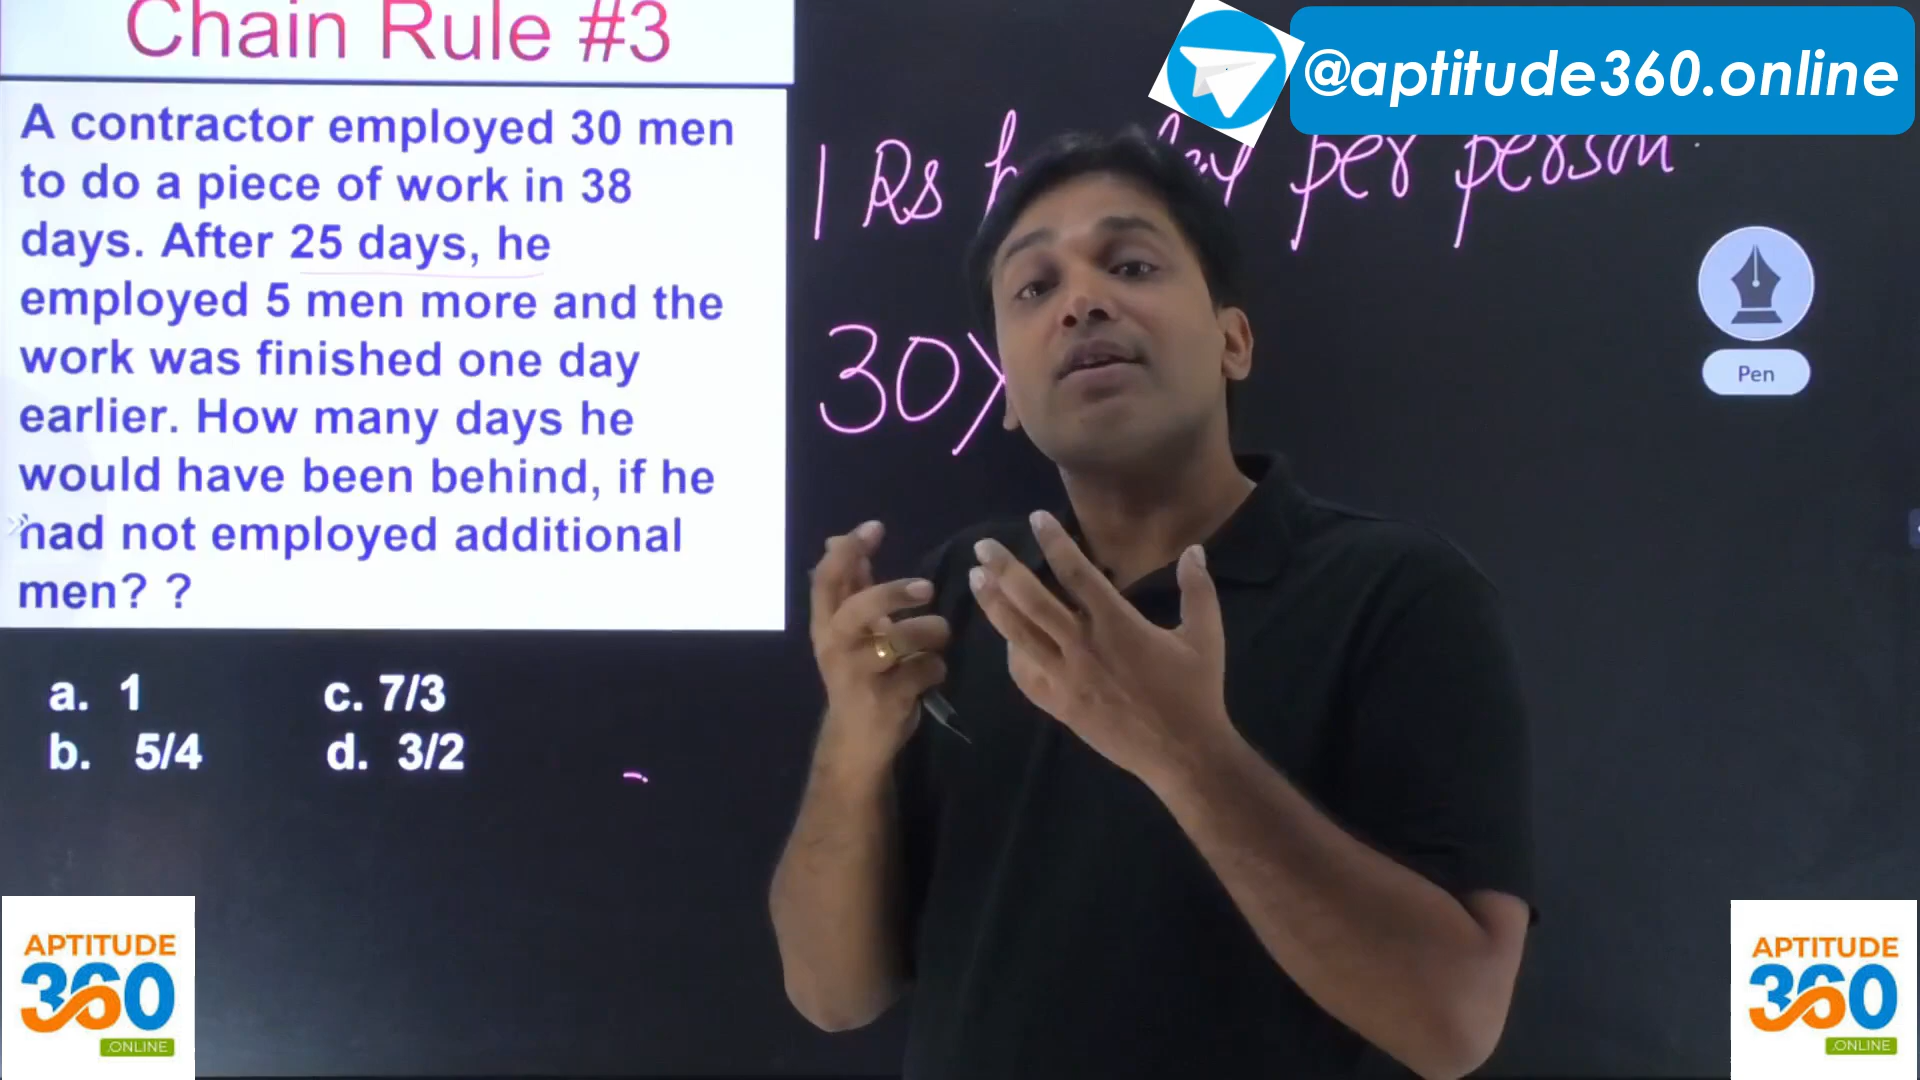 Chain Rule #3
@aptitude360.online
A contractor employed 30 men
to do a piece of work in 38
days. After 25 days, he
employed 5 men more and the
work was finished one day
earlier. How many days he
would have been behind, if he
had not employed additional
men? ?
1 Rs per person
30
Pen
a. 1
c. 7/3
b. 5/4
d. 3/2
APTITUDE
360
.ONLINE
APTITUDE
360
.ONLINE